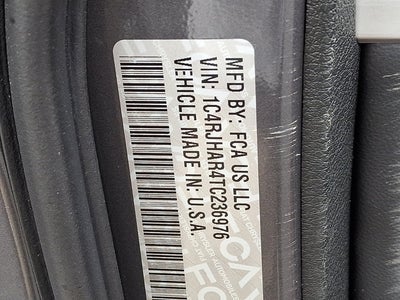 MFD BY: FCA US LLC
VIN: 1C4RJHAR4TC236976
VEHICLE MADE IN: U.S.A.